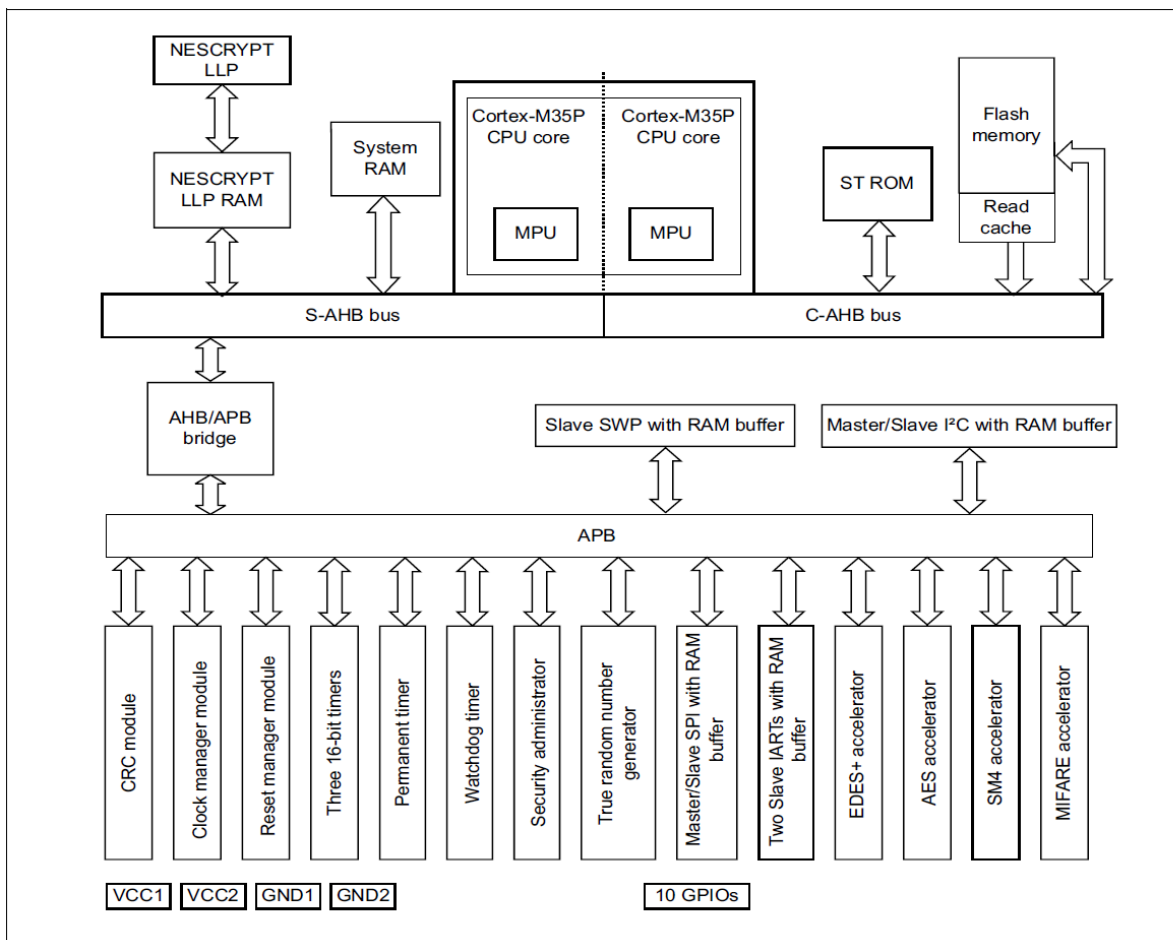 NESCRYPT
LLP
NESCRYPT
LLP RAM
System
RAM
Cortex-M35P
CPU core
MPU
Cortex-M35P
CPU core
MPU
ST ROM
Flash
memory
Read
cache
S-AHB bus
C-AHB bus
AHB/APB
bridge
Slave SWP with RAM buffer
Master/Slave I²C with RAM buffer
APB
CRC module
Clock manager module
Reset manager module
Three 16-bit timers
Permanent timer
Watchdog timer
Security administrator
True random number
generator
Master/Slave SPI with RAM
buffer
Two Slave IARTs with RAM
buffer
EDES+ accelerator
AES accelerator
SM4 accelerator
MIFARE accelerator
VCC1
VCC2
GND1
GND2
10 GPIOs